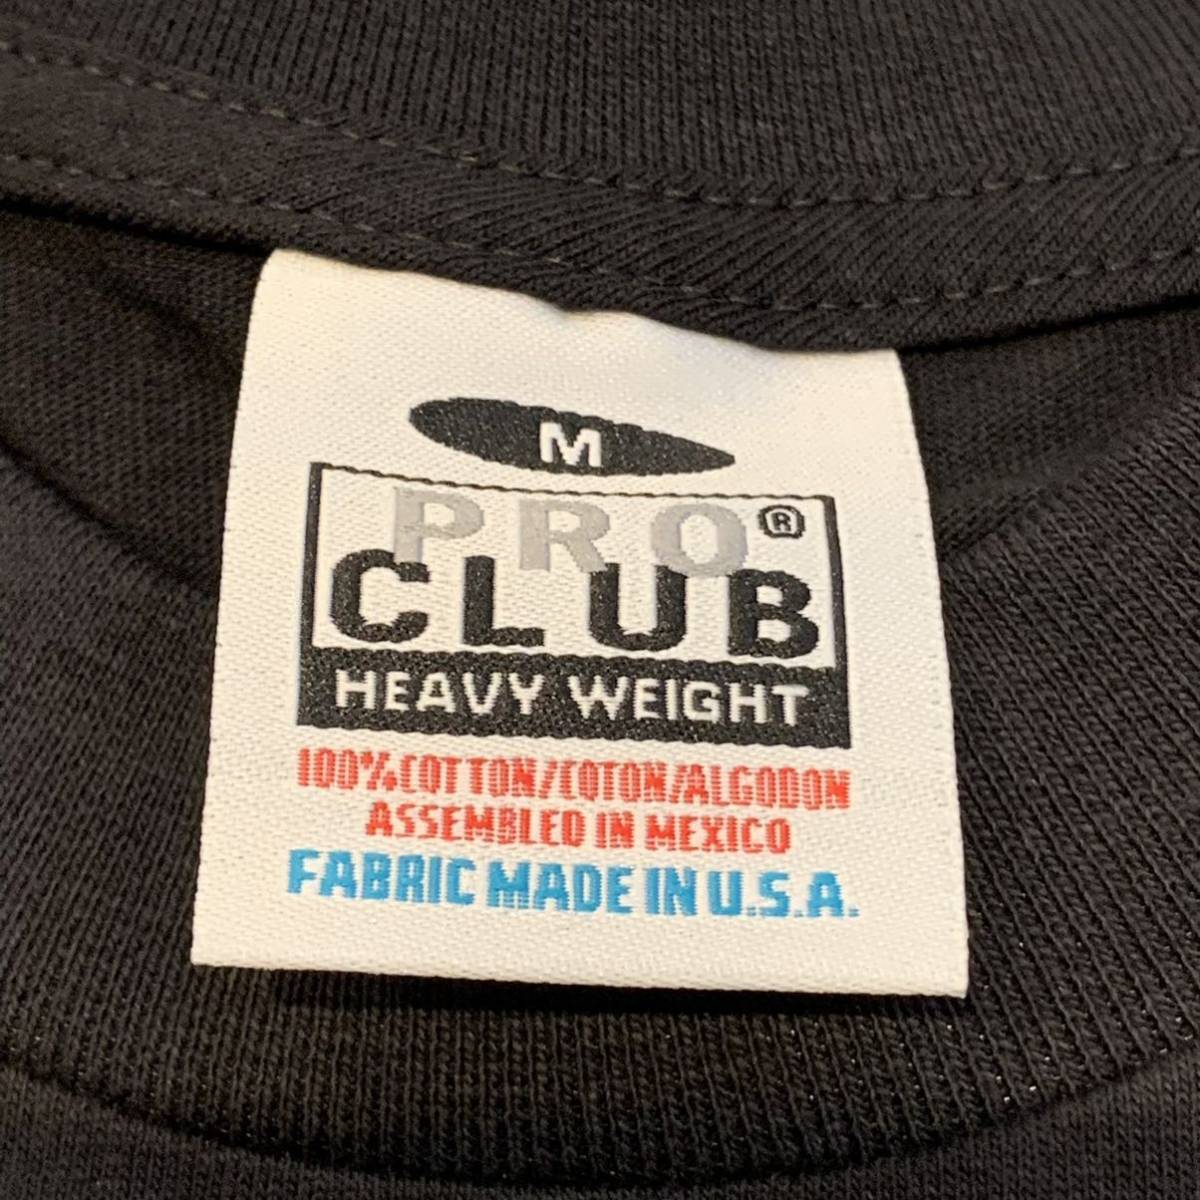 M
PRO®
CLUB
HEAVY WEIGHT
100%COTTON/COTON/ALGODON
ASSEMBLED IN MEXICO
FABRIC MADE IN U.S.A.